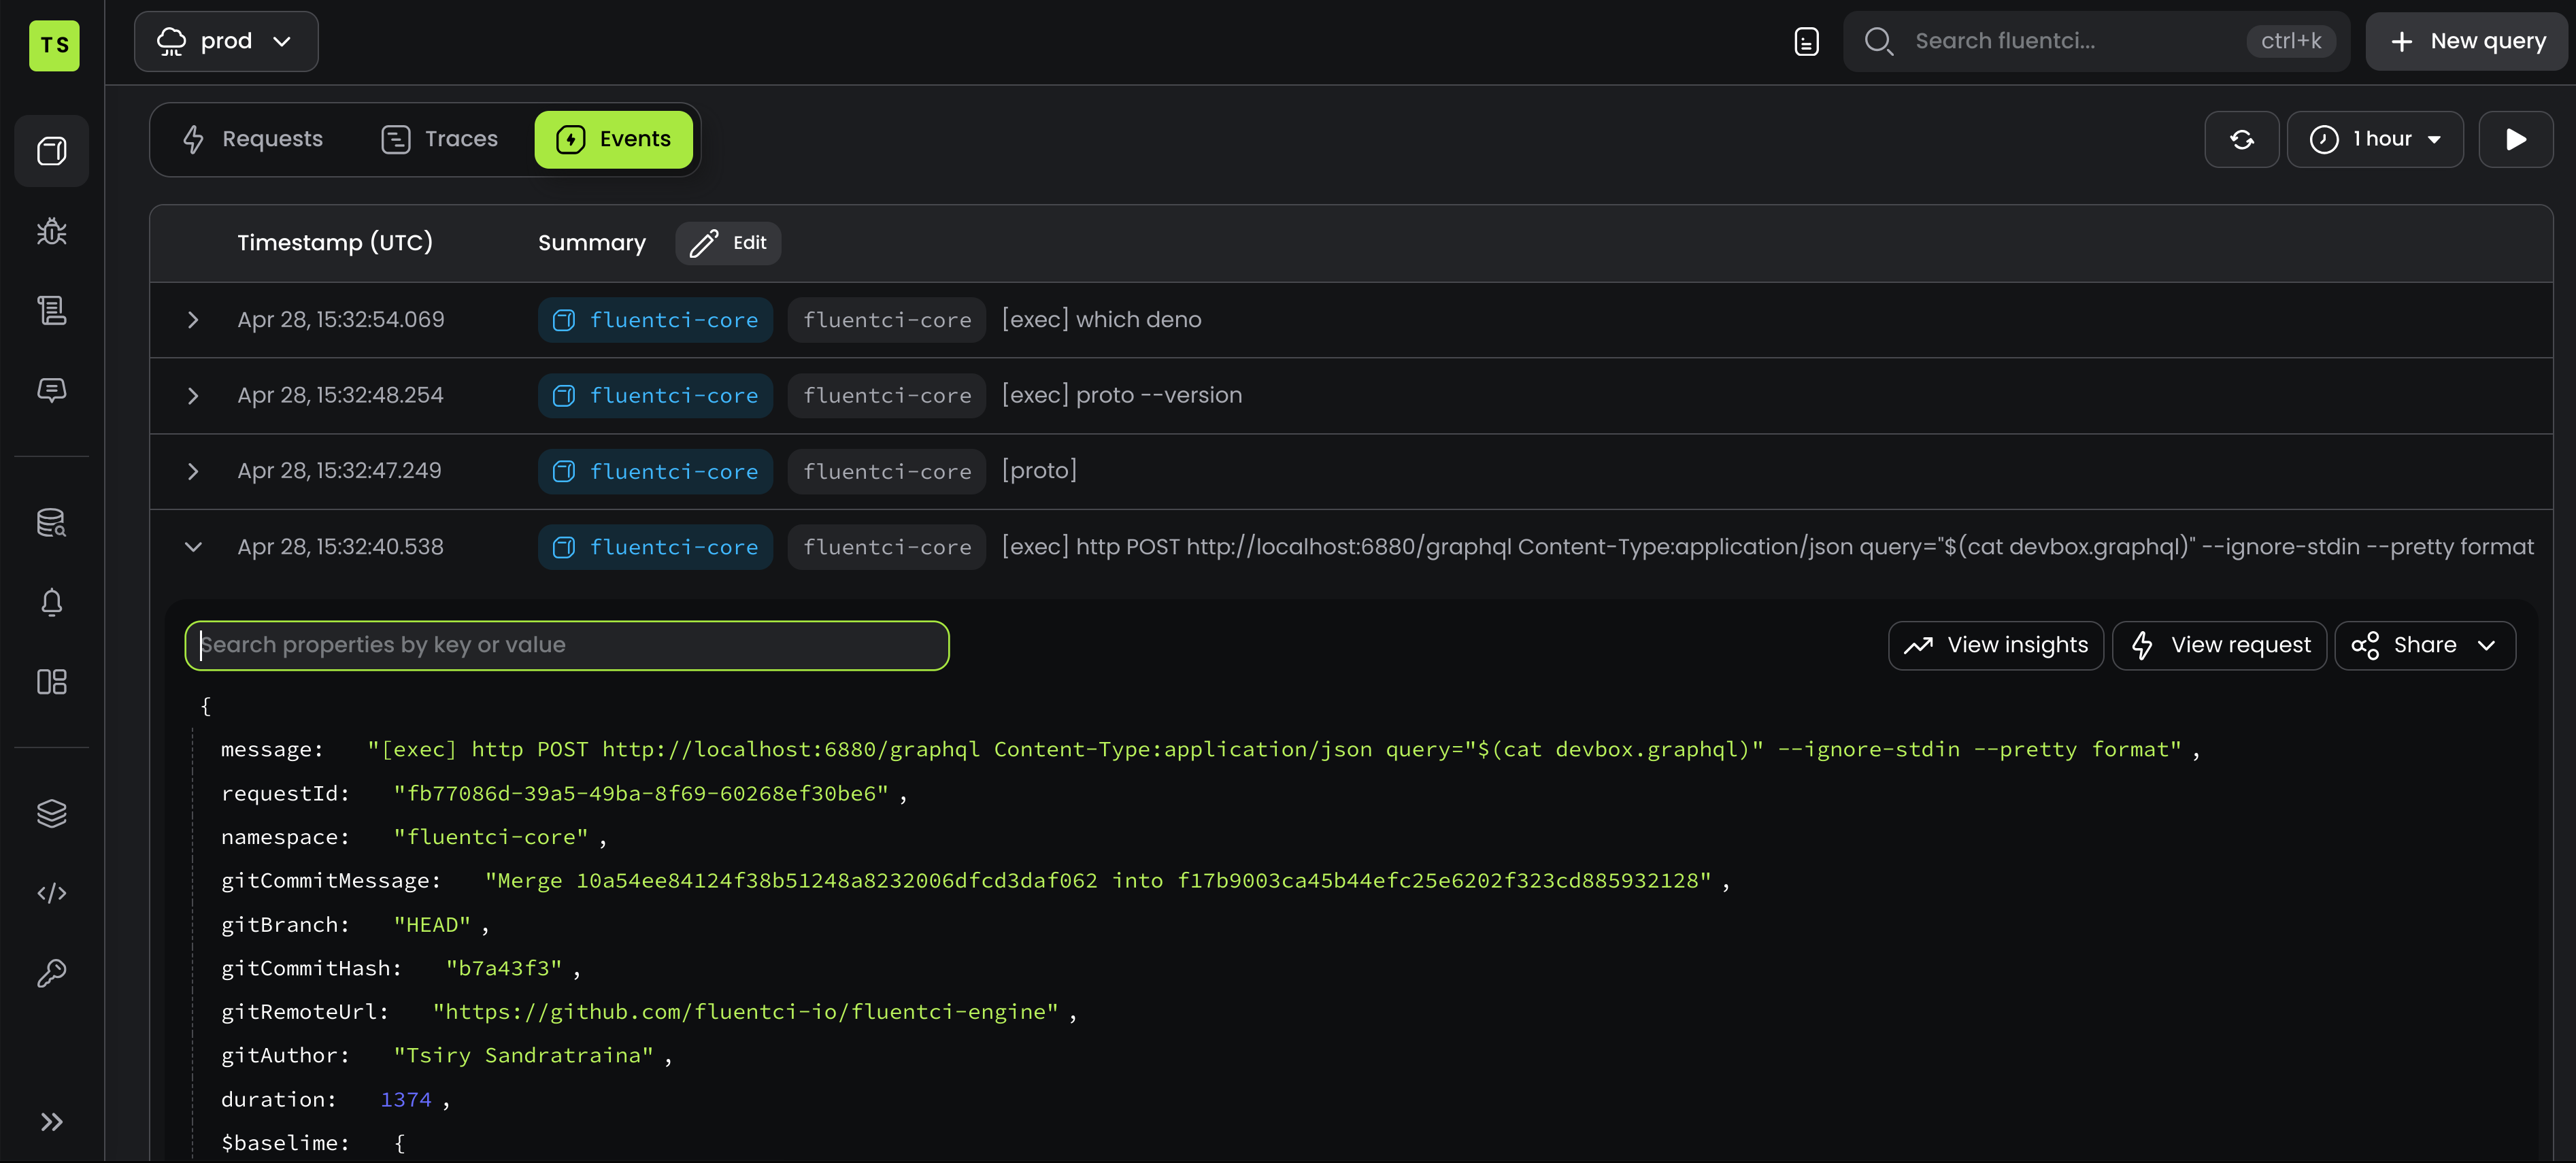 TS
prod
Search fluentci...
ctrl+k
New query
Requests
Traces
Events
1 hour
Timestamp (UTC)
Summary
Edit
Apr 28, 15:32:54.069 fluentci-core fluentci-core [exec] which deno
Apr 28, 15:32:48.254 fluentci-core fluentci-core [exec] proto --version
Apr 28, 15:32:47.249 fluentci-core fluentci-core [proto]
Apr 28, 15:32:40.538 fluentci-core fluentci-core [exec] http POST http://localhost:6880/graphql Content-Type:application/json query="$(cat devbox.graphql)" --ignore-stdin --pretty format
Search properties by key or value
View insights
View request
Share
{
message: "[exec] http POST http://localhost:6880/graphql Content-Type:application/json query="$(cat devbox.graphql)" --ignore-stdin --pretty format" ,
requestId: "fb77086d-39a5-49ba-8f69-60268ef30be6" ,
namespace: "fluentci-core" ,
gitCommitMessage: "Merge 10a54ee84124f38b51248a8232006dfcd3daf062 into f17b9003ca45b44efc25e6202f323cd885932128" ,
gitBranch: "HEAD" ,
gitCommitHash: "b7a43f3" ,
gitRemoteUrl: "https://github.com/fluentci-io/fluentci-engine" ,
gitAuthor: "Tsiry Sandratraina" ,
duration: 1374 ,
$baselime: {